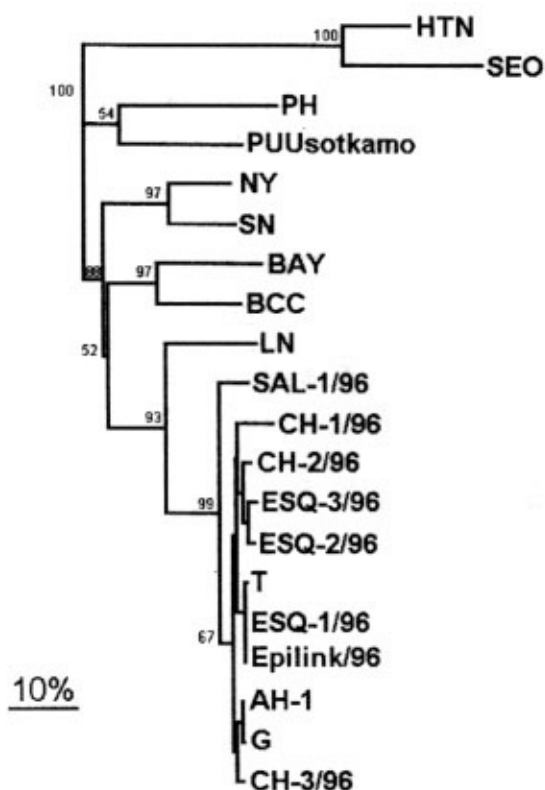 100 HTN
SEO
100
54 PH
PUUsotkamo
97 NY
SN
97 BAY
BCC
52
LN
93
SAL-1/96
CH-1/96
CH-2/96
99 ESQ-3/96
ESQ-2/96
T
ESQ-1/96
67
Epilink/96
10%
AH-1
G
CH-3/96